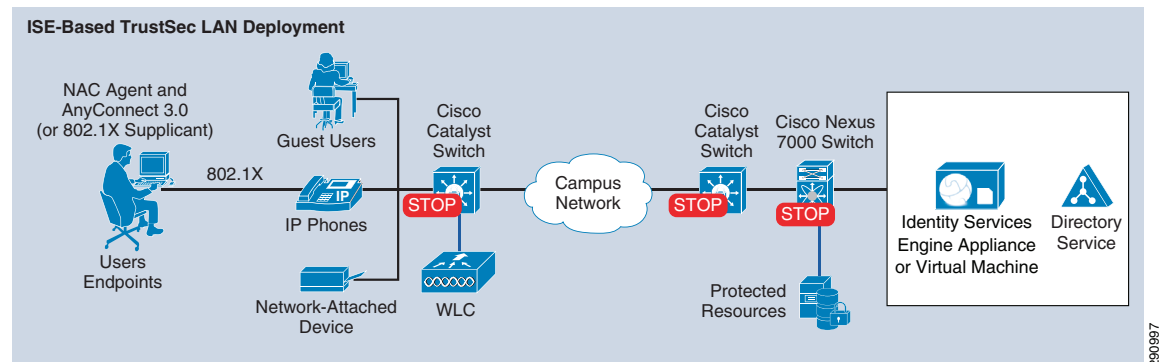 ISE-Based TrustSec LAN Deployment
NAC Agent and
AnyConnect 3.0
(or 802.1X Supplicant)
Users
Endpoints
802.1X
Guest Users
IP
IP Phones
Network-Attached
Device
Cisco
Catalyst
Switch
STOP
WLC
Campus
Network
Cisco
Catalyst
Switch
STOP
Cisco Nexus
7000 Switch
STOP
Protected
Resources
Identity Services
Engine Appliance
or Virtual Machine
Directory
Service
290997